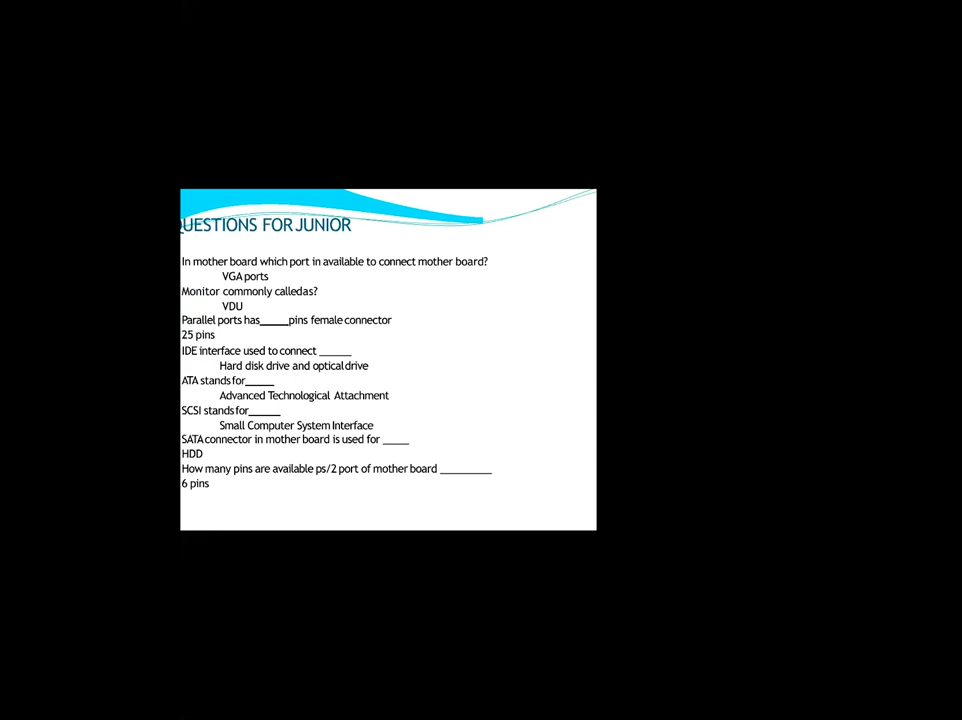 QUESTIONS FOR JUNIOR
In mother board which port in available to connect mother board?
VGA ports
Monitor commonly calledas?
VDU
Parallel ports has_____pins female connector
25 pins
IDE interface used to connect ______
Hard disk drive and optical drive
ATA stands for_____
Advanced Technological Attachment
SCSI stands for______
Small Computer System Interface
SATA connector in mother board is used for _____
HDD
How many pins are available ps/2 port of mother board __________
6 pins